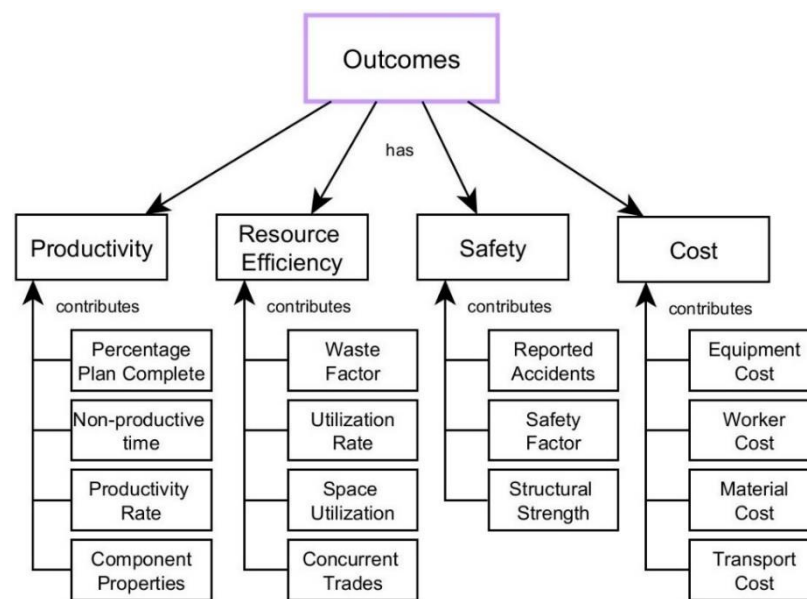 Outcomes
has
Productivity
Resource
Efficiency
Safety
Cost
contributes
contributes
contributes
contributes
Percentage
Plan Complete
Non-productive
time
Productivity
Rate
Component
Properties
Waste
Factor
Utilization
Rate
Space
Utilization
Concurrent
Trades
Reported
Accidents
Safety
Factor
Structural
Strength
Equipment
Cost
Worker
Cost
Material
Cost
Transport
Cost